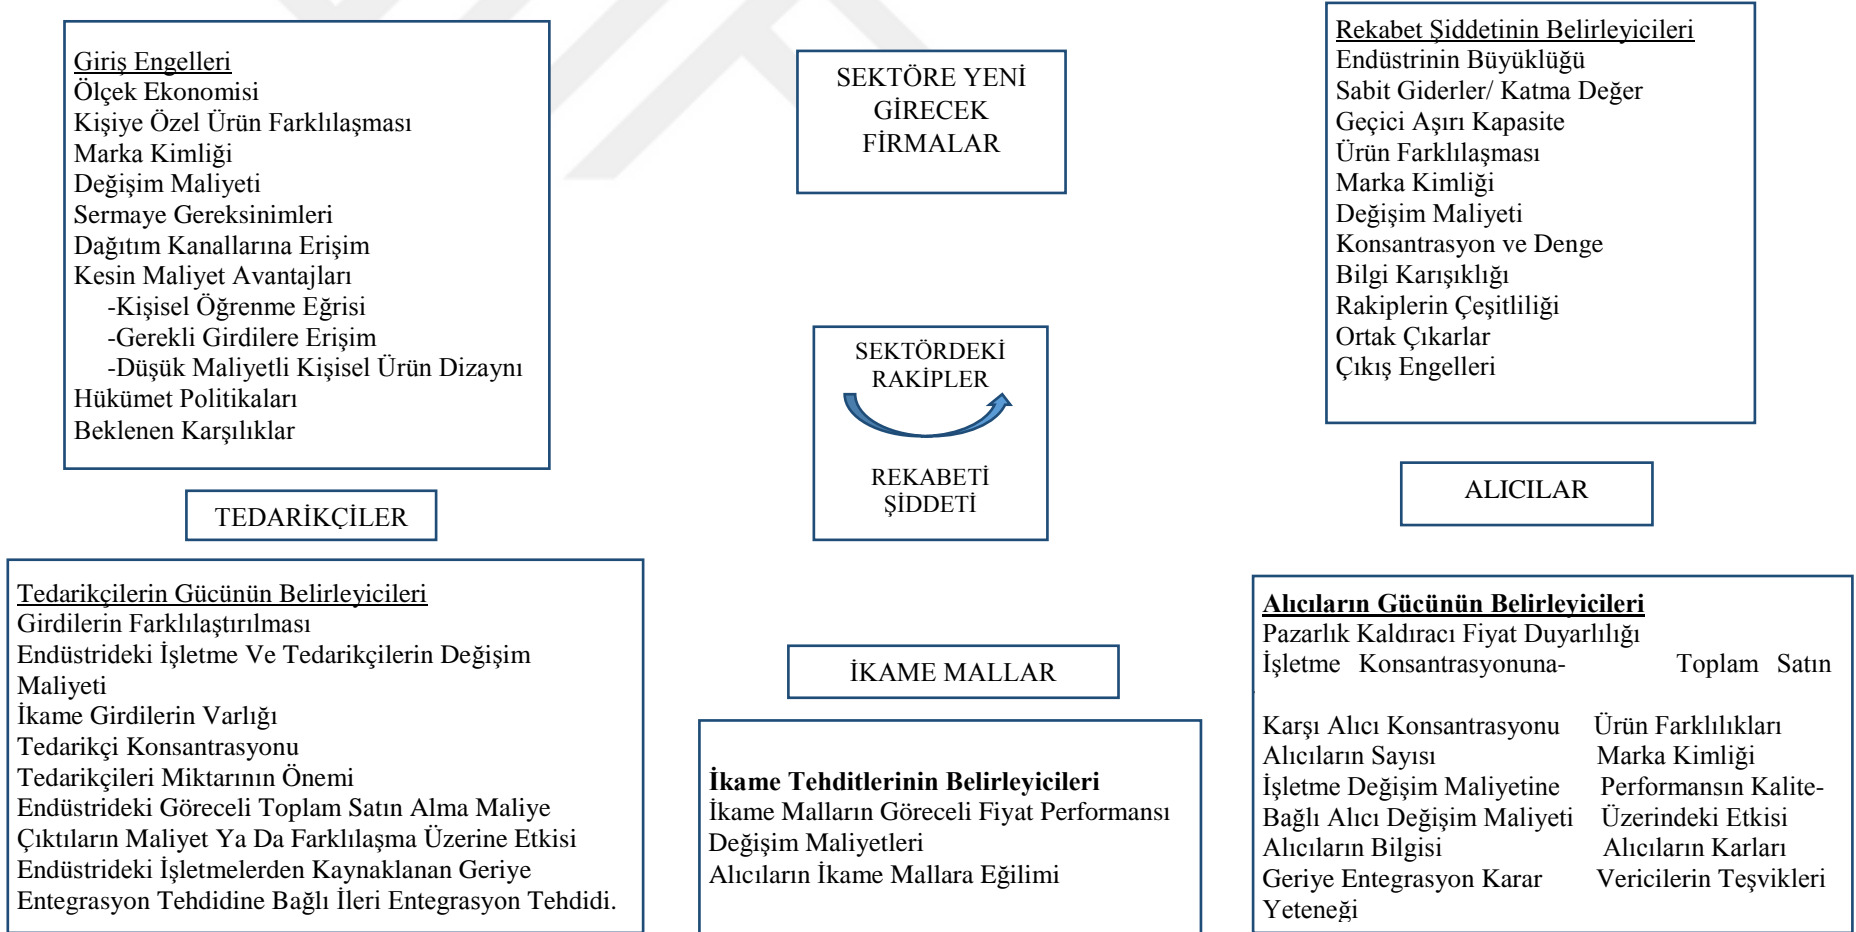 Giriş Engelleri
Ölçek Ekonomisi
Kişiye Özel Ürün Farklılaşması
Marka Kimliği
Değişim Maliyeti
Sermaye Gereksinimleri
Dağıtım Kanallarına Erişim
Kesin Maliyet Avantajları
-Kişisel Öğrenme Eğrisi
-Gerekli Girdilere Erişim
-Düşük Maliyetli Kişisel Ürün Dizaynı
Hükümet Politikaları
Beklenen Karşılıklar
SEKTÖRE YENİ
GİRECEK
FİRMALAR
Rekabet Şiddetinin Belirleyicileri
Endüstrinin Büyüklüğü
Sabit Giderler/ Katma Değer
Geçici Aşırı Kapasite
Ürün Farklılaşması
Marka Kimliği
Değişim Maliyeti
Konsantrasyon ve Denge
Bilgi Karışıklığı
Rakiplerin Çeşitliliği
Ortak Çıkarlar
Çıkış Engelleri
SEKTÖRDEKİ
RAKİPLER
REKABETİ
ŞİDDETİ
TEDARİKÇİLER
ALICILAR
Tedarikçilerin Gücünün Belirleyicileri
Girdilerin Farklılaştırılması
Endüstrideki İşletme Ve Tedarikçilerin Değişim
Maliyeti
İkame Girdilerin Varlığı
Tedarikçi Konsantrasyonu
Tedarikçileri Miktarının Önemi
Endüstrideki Göreceli Toplam Satın Alma Maliye
Çıktıların Maliyet Ya Da Farklılaşma Üzerine Etkisi
Endüstrideki İşletmelerden Kaynaklanan Geriye
Entegrasyon Tehdidine Bağlı İleri Entegrasyon Tehdidi.
İKAME MALLAR
İkame Tehditlerinin Belirleyicileri
İkame Malların Göreceli Fiyat Performansı
Değişim Maliyetleri
Alıcıların İkame Mallara Eğilimi
Alıcıların Gücünün Belirleyicileri
Pazarlık Kaldıracı Fiyat Duyarlılığı
İşletme Konsantrasyonuna- Toplam Satın
Karşı Alıcı Konsantrasyonu Ürün Farklılıkları
Alıcıların Sayısı Marka Kimliği
İşletme Değişim Maliyetine Performansın Kalite-
Bağlı Alıcı Değişim Maliyeti Üzerindeki Etkisi
Alıcıların Bilgisi Alıcıların Karları
Geriye Entegrasyon Karar Vericilerin Teşvikleri
Yeteneği